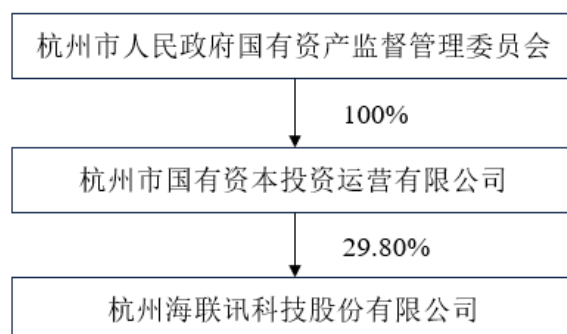 杭州市人民政府国有资产监督管理委员会
100%
杭州市国有资本投资运营有限公司
29.80%
杭州海联讯科技股份有限公司